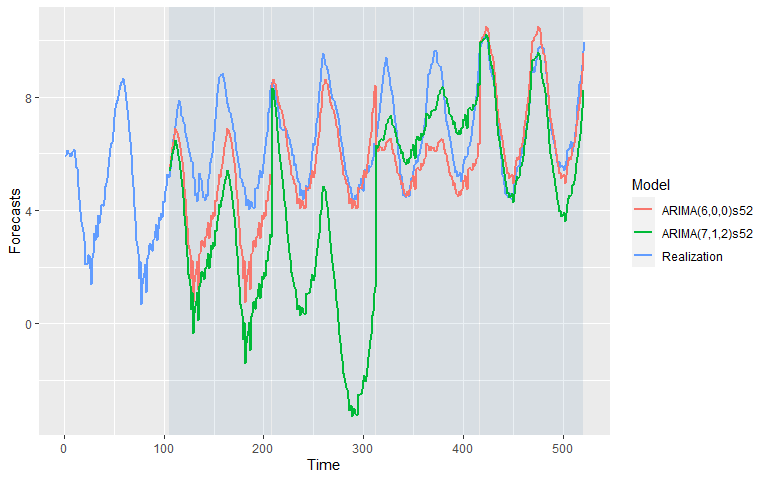 8
4
0
Forecasts
0
100
200
300
400
500
Time
Model
ARIMA(6,0,0)s52
ARIMA(7,1,2)s52
Realization